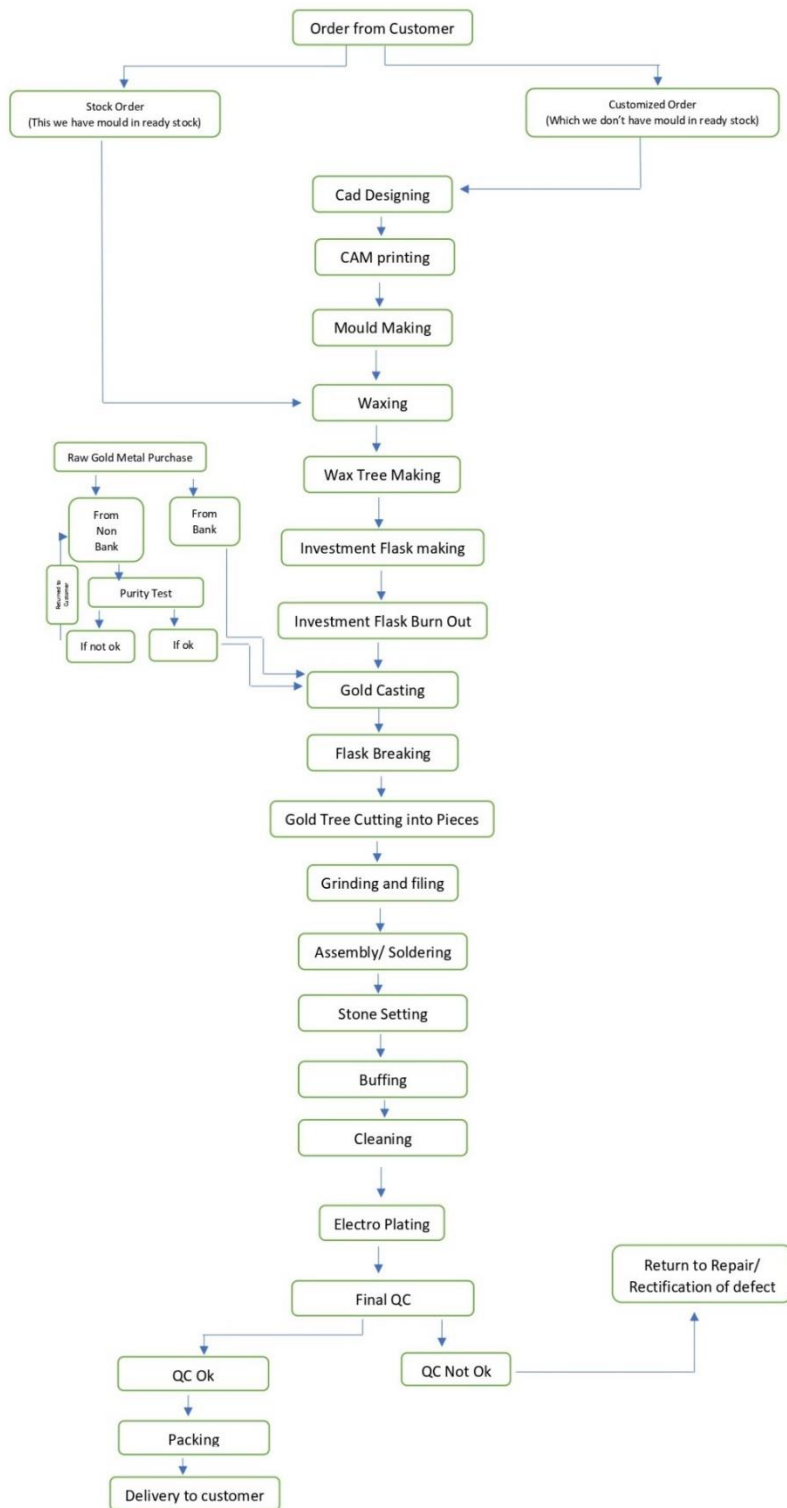 Order from Customer
Stock Order
(This we have mould in ready stock)
Customized Order
(Which we don't have mould in ready stock)
Cad Designing
CAM printing
Mould Making
Waxing
Raw Gold Metal Purchase
Wax Tree Making
From
Non
Bank
From
Bank
Investment Flask making
Returned to
Customer
Purity Test
Investment Flask Burn Out
If not ok
If ok
Gold Casting
Flask Breaking
Gold Tree Cutting into Pieces
Grinding and filing
Assembly/ Soldering
Stone Setting
Buffing
Cleaning
Electro Plating
Return to Repair/
Rectification of defect
Final QC
QC Ok
QC Not Ok
Packing
Delivery to customer